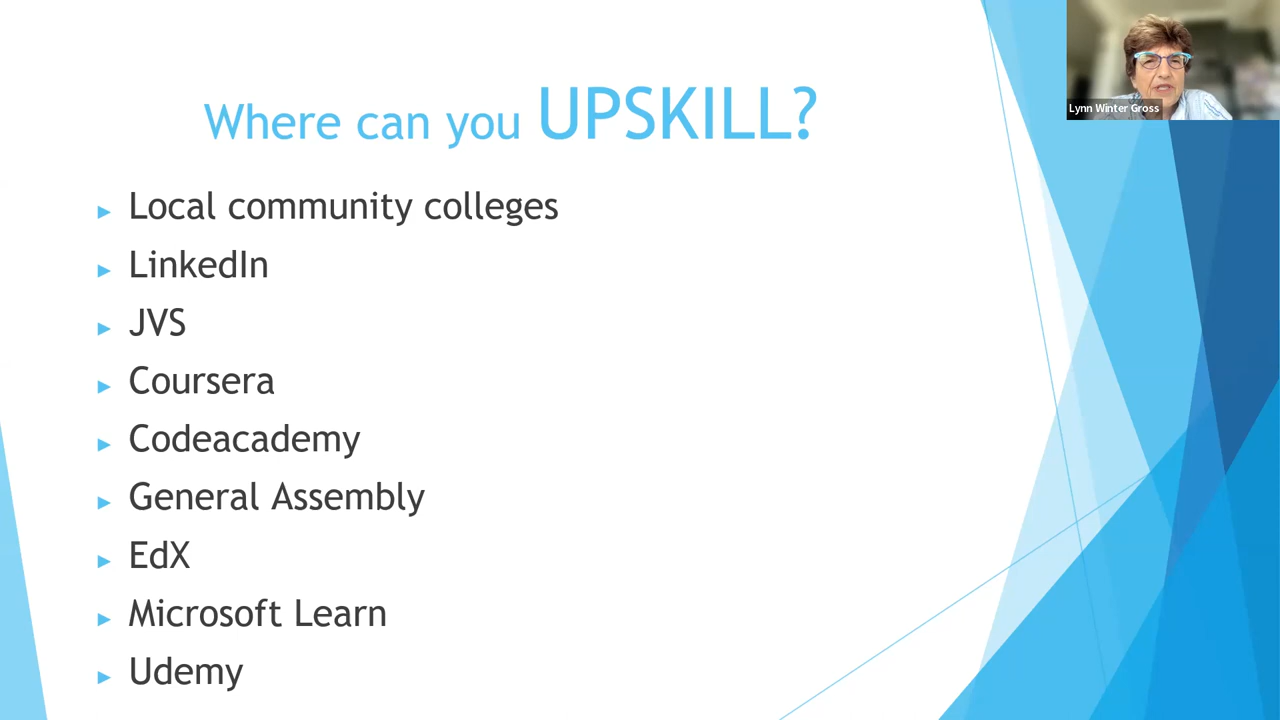 Where can you UPSKILL?
Local community colleges
LinkedIn
JVS
Coursera
Codeacademy
General Assembly
EdX
Microsoft Learn
Udemy
Lynn Winter Gross